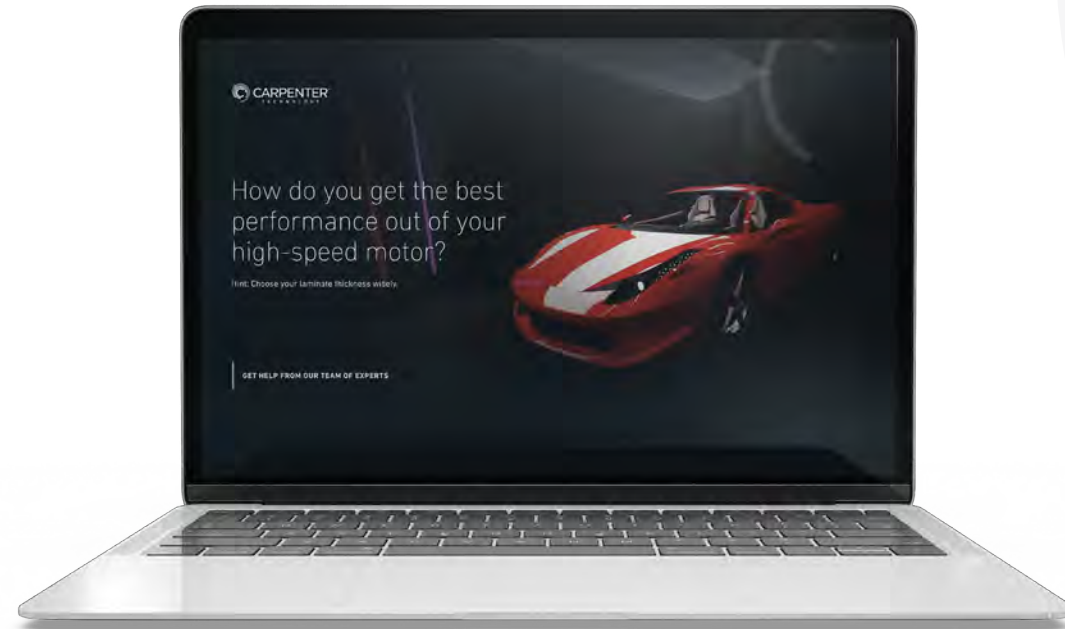 CARPENTER
TECHNOLOGY
How do you get the best
performance out of your
high-speed motor?
Hint: Choose your laminate thickness wisely.
GET HELP FROM OUR TEAM OF EXPERTS